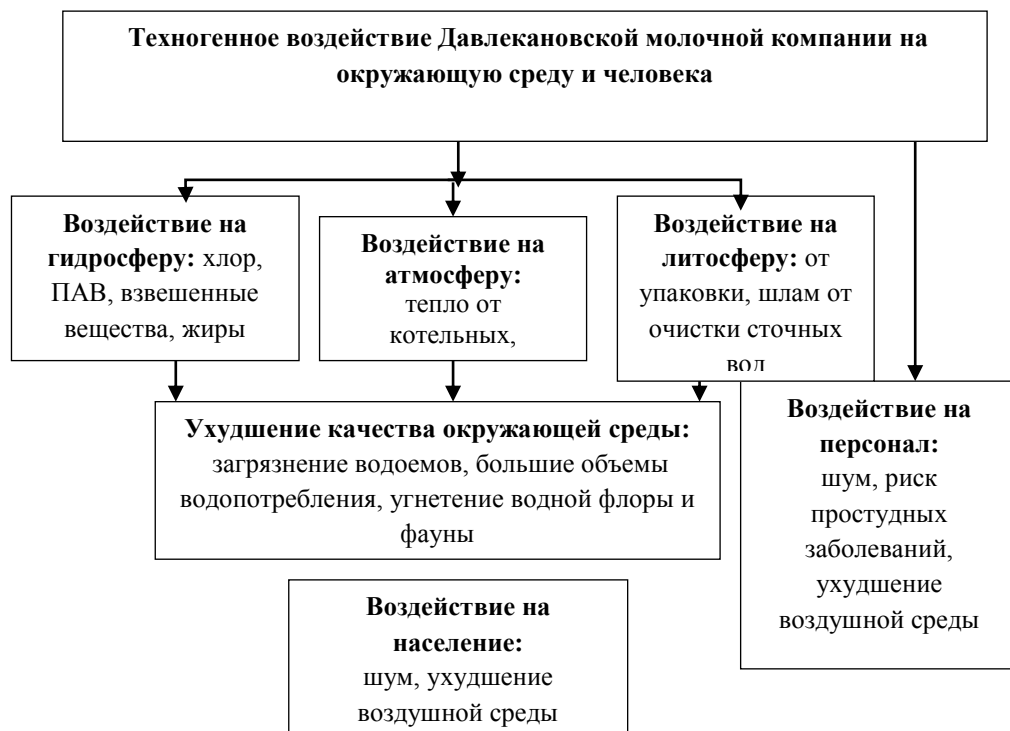 Техногенное воздействие Давлекановской молочной компании на
окружающую среду и человека
Воздействие на
гидросферу: хлор,
ПАВ, взвешенные
вещества, жиры
Воздействие на
атмосферу:
тепло от
котельных,
Воздействие на
литосферу: от
упаковки, шлам от
очистки сточных
вод
Ухудшение качества окружающей среды:
загрязнение водоемов, большие объемы
водопотребления, угнетение водной флоры и
фауны
Воздействие на
персонал:
шум, риск
простудных
заболеваний,
ухудшение
воздушной среды
Воздействие на
население:
шум, ухудшение
воздушной среды